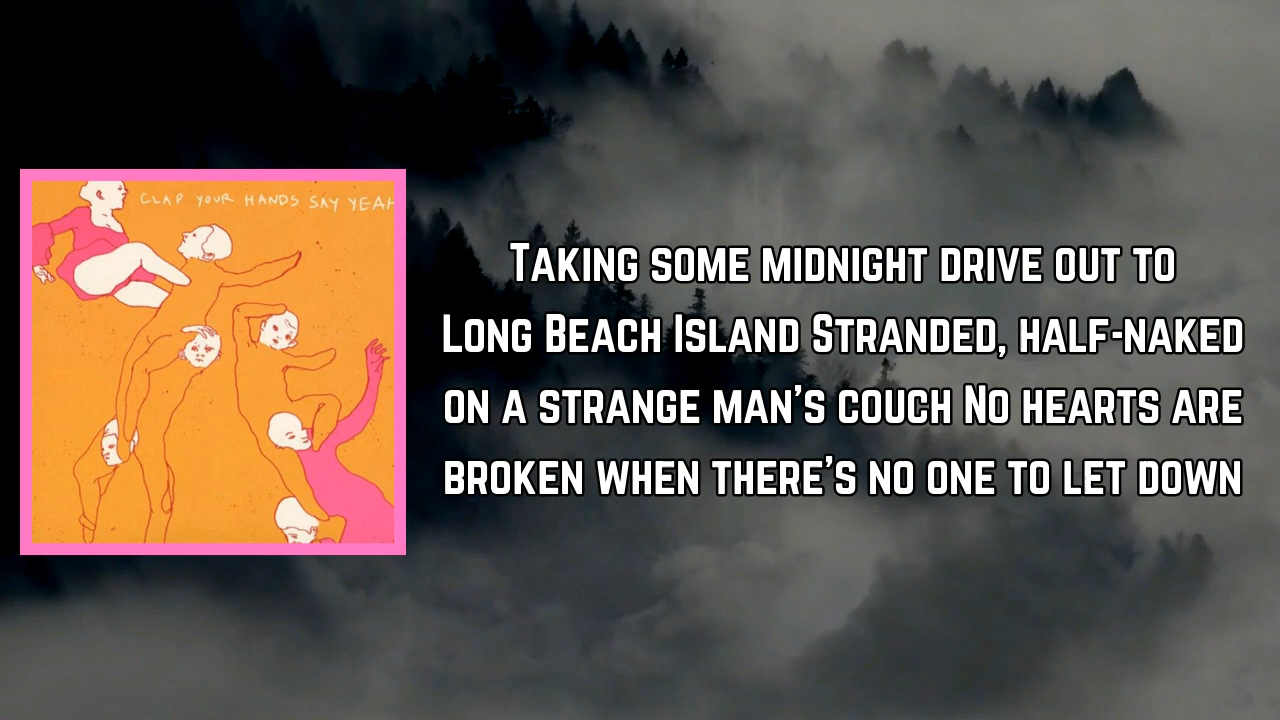 CLAP YOUR HANDS SAY YEAH
Taking some midnight drive out to
Long Beach Island Stranded, half-naked
on a strange man's couch No hearts are
broken when there's no one to let down